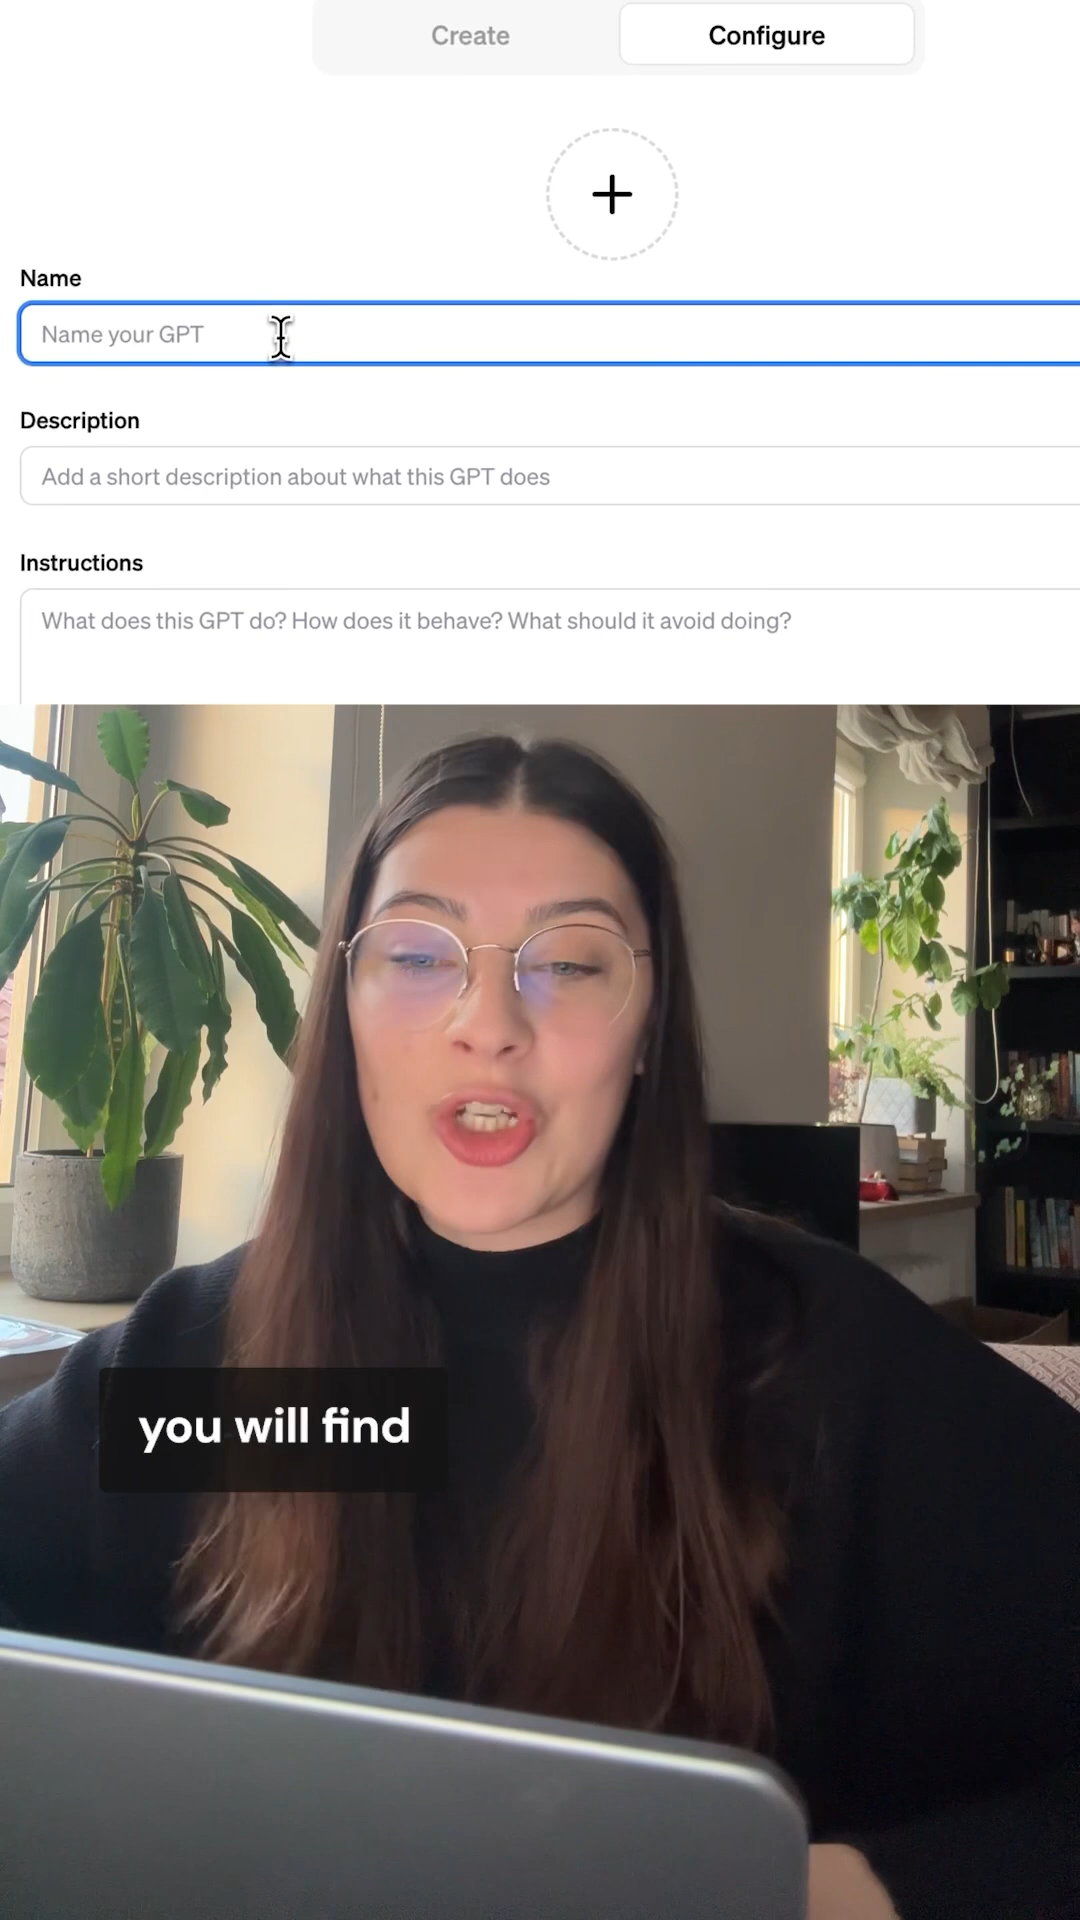 Create
Configure
Name
Name your GPT
Description
Add a short description about what this GPT does
Instructions
What does this GPT do? How does it behave? What should it avoid doing?
you will find